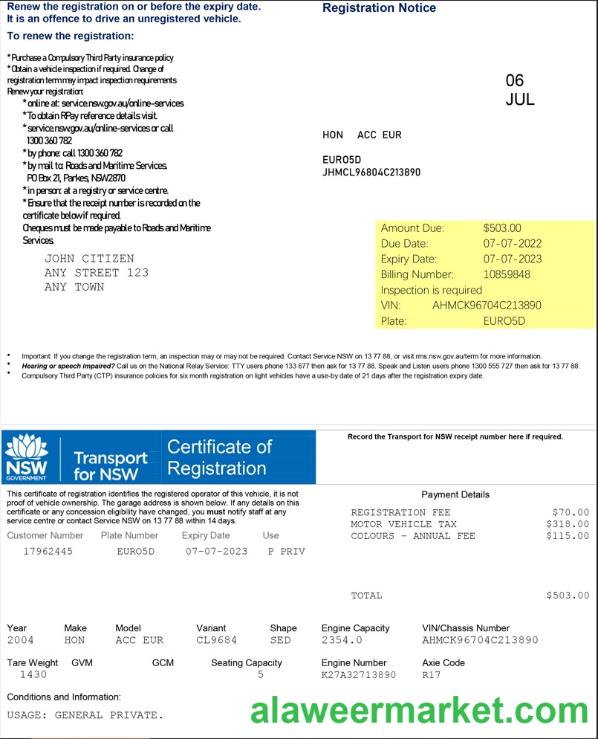 Renew the registration on or before the expiry date.
It is an offence to drive an unregistered vehicle.
To renew the registration:
* Purchase a Compulsory Third Party insurance policy
* Obtain a vehicle inspection if required. Change of
registration term may impact inspection requirements
Renew your registration:
* online at: service.nsw.gov.au/online-services
* To obtain RPay reference details visit.
* service.nsw.gov.au/online-services or call
1300 360 782
* by phone: call 1300 360 782
* by mail to: Roads and Maritime Services.
PO Box 21, Parkes, NSW2870
* in person: at a registry or service centre.
* Ensure that the receipt number is recorded on the
certificate below if required.
Cheques must be made payable to Roads and Maritime
Services.
JOHN CITIZEN
ANY STREET 123
ANY TOWN
Registration Notice
06
JUL
HON ACC EUR
EURO5D
JHMCL96804C213890
Amount Due: $503.00
Due Date: 07-07-2022
Expiry Date: 07-07-2023
Billing Number: 10859848
Inspection is required
VIN: AHMCK96704C213890
Plate: EURO5D
* Important: If you change the registration term, an inspection may or may not be required. Contact Service NSW on 13 77 88, or visit rms.nsw.gov.au/term for more information.
* Hearing or speech impaired? Call us on the National Relay Service: TTY users phone 133 677 then ask for 13 77 88. Speak and Listen users phone 1300 555 727 then ask for 13 77 88.
* Compulsory Third Party (CTP) insurance policies for six month registration on light vehicles have a use-by date of 21 days after the registration expiry date.
NSW
GOVERNMENT
Transport
for NSW
Certificate of
Registration
Record the Transport for NSW receipt number here if required.
This certificate of registration identifies the registered operator of this vehicle, it is not
proof of vehicle ownership. The garage address is shown below. If any details on this
certificate or any concession eligibility have changed, you must notify staff at any
service centre or contact Service NSW on 13 77 88 within 14 days.
Customer Number Plate Number Expiry Date Use
17962445 EURO5D 07-07-2023 P PRIV
Payment Details
REGISTRATION FEE $70.00
MOTOR VEHICLE TAX $318.00
COLOURS - ANNUAL FEE $115.00
TOTAL $503.00
Year Make Model Variant Shape Engine Capacity VIN/Chassis Number
2004 HON ACC EUR CL9684 SED 2354.0 AHMCK96704C213890
Tare Weight GVM GCM Seating Capacity Engine Number Axie Code
1430 5 K27A32713890 R17
Conditions and Information:
USAGE: GENERAL PRIVATE.
alaweermarket.com